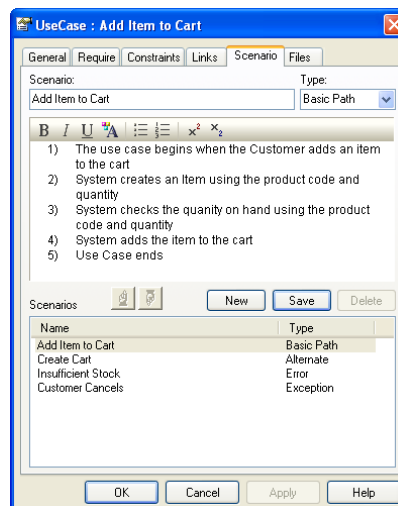 UseCase : Add Item to Cart
General Require Constraints Links Scenario Files
Scenario: Type:
Add Item to Cart Basic Path
B I U A x² x₂
1) The use case begins when the Customer adds an item
to the cart
2) System creates an Item using the product code and
quantity
3) System checks the quanity on hand using the product
code and quantity
4) System adds the item to the cart
5) Use Case ends
Scenarios New Save Delete
Name Type
Add Item to Cart Basic Path
Create Cart Alternate
Insufficient Stock Error
Customer Cancels Exception
OK Cancel Apply Help